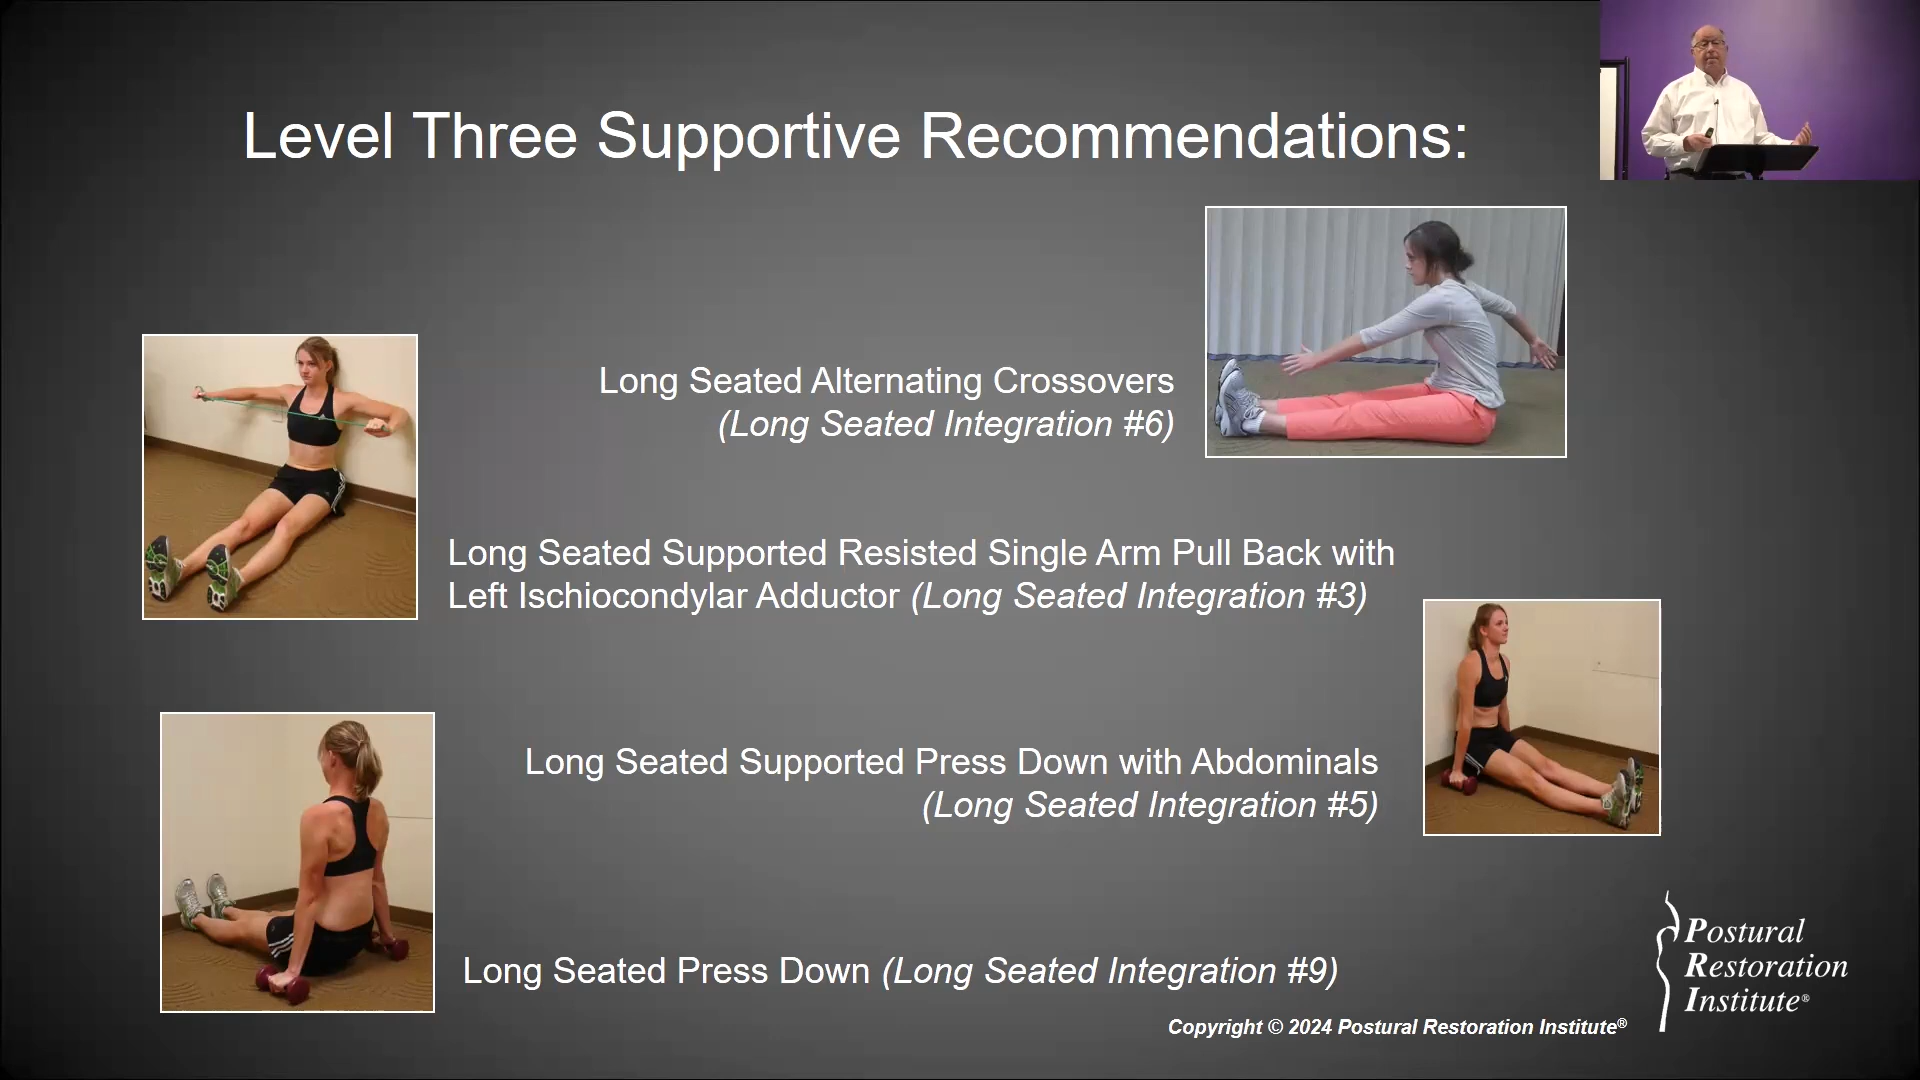 Level Three Supportive Recommendations:
Long Seated Alternating Crossovers
(Long Seated Integration #6)
Long Seated Supported Resisted Single Arm Pull Back with
Left Ischiocondylar Adductor (Long Seated Integration #3)
Long Seated Supported Press Down with Abdominals
(Long Seated Integration #5)
Long Seated Press Down (Long Seated Integration #9)
Postural
Restoration
Institute®
Copyright © 2024 Postural Restoration Institute®